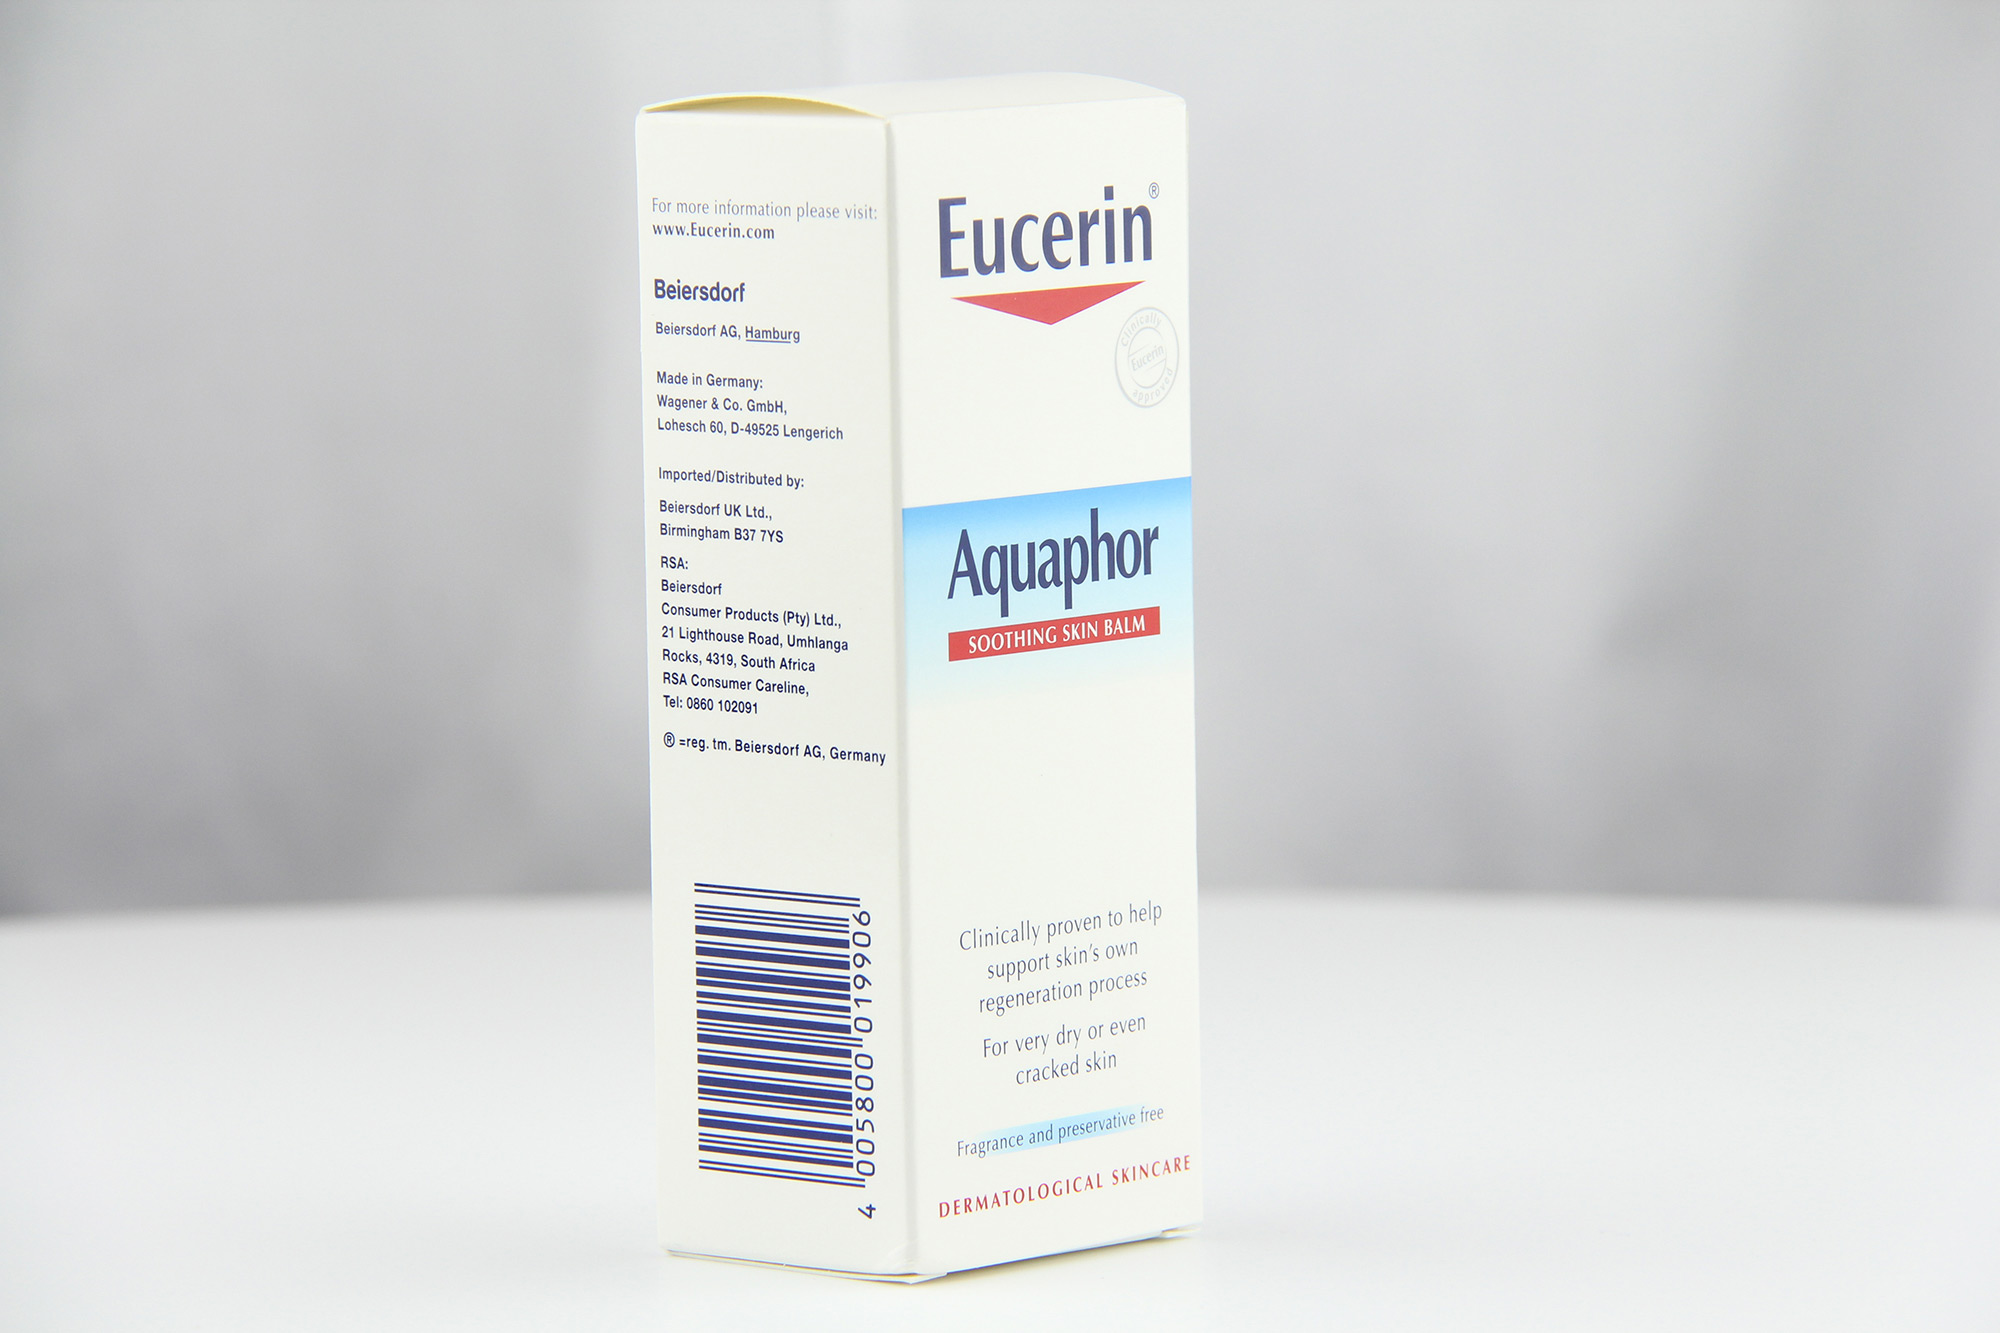 For more information please visit:
www.Eucerin.com
Beiersdorf
Beiersdorf AG, Hamburg
Made in Germany:
Wagener & Co. GmbH,
Lohesch 60, D-49525 Lengerich
Imported/Distributed by:
Beiersdorf UK Ltd.,
Birmingham B37 7YS
RSA:
Beiersdorf
Consumer Products (Pty) Ltd.,
21 Lighthouse Road, Umhlanga
Rocks, 4319, South Africa
RSA Consumer Careline,
Tel: 0860 102091
® =reg. tm. Beiersdorf AG, Germany
4 005800 019906
Eucerin®
Clinically
Eucerin
approved
Aquaphor
SOOTHING SKIN BALM
Clinically proven to help
support skin's own
regeneration process
For very dry or even
cracked skin
Fragrance and preservative free
DERMATOLOGICAL SKINCARE